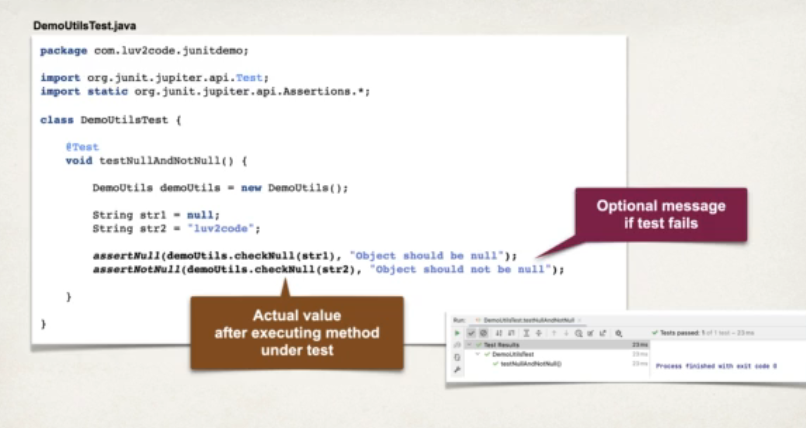 DemoUtilsTest.java
package com.luv2code.junitdemo;
import org.junit.jupiter.api.Test;
import static org.junit.jupiter.api.Assertions.*;
class DemoUtilsTest {
@Test
void testNullAndNotNull() {
DemoUtils demoUtils = new DemoUtils();
String str1 = null;
String str2 = "luv2code";
assertNull(demoUtils.checkNull(str1), "Object should be null");
assertNotNull(demoUtils.checkNull(str2), "Object should not be null");
}
}
Optional message
if test fails
Actual value
after executing method
under test
Run: DemoUtilsTest.testNullAndNotNull
Tests passed: 1 of 1 test – 23 ms
Test Results 23 ms
DemoUtilsTest 23 ms
testNullAndNotNull() 23 ms
Process finished with exit code 0